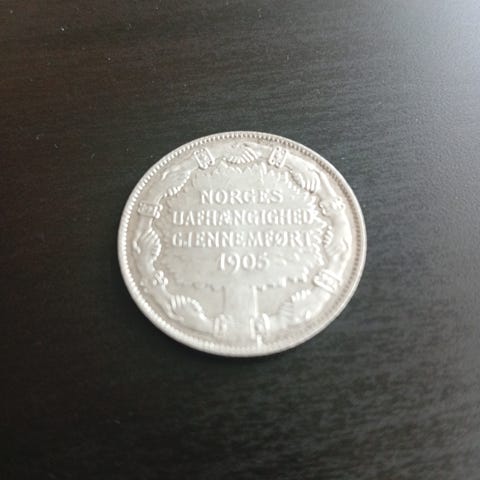 NORGES
UAFHÆNGIGHED
GJENNEMFØRT
1905